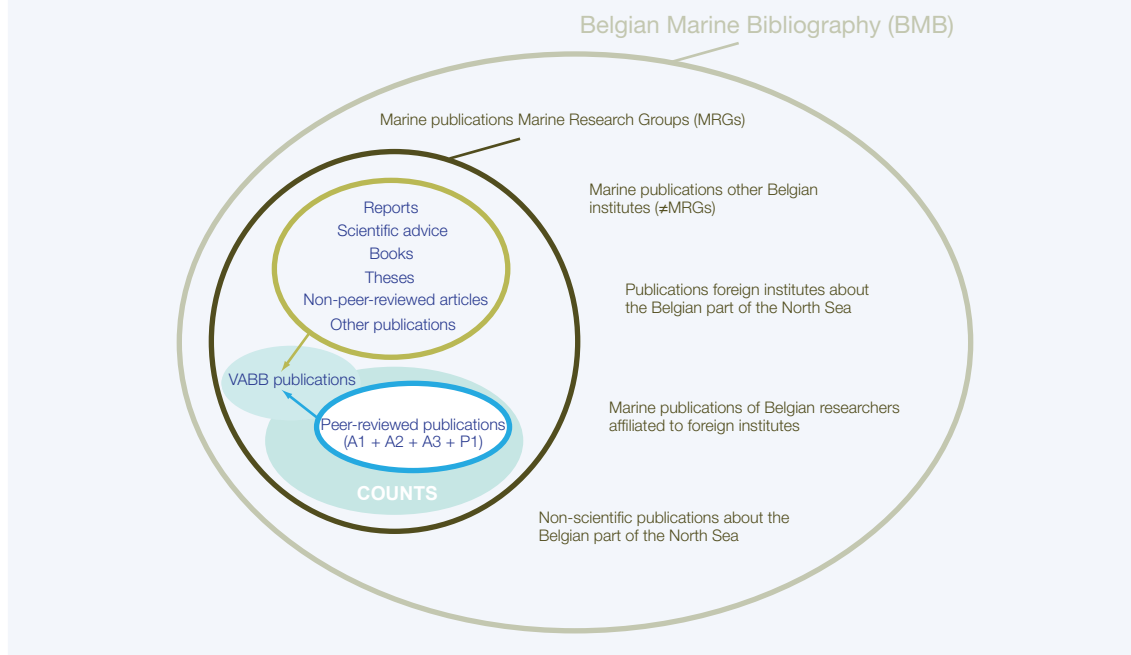 Belgian Marine Bibliography (BMB)
Marine publications Marine Research Groups (MRGs)
Marine publications other Belgian
institutes (≠MRGs)
Reports
Scientific advice
Books
Theses
Non-peer-reviewed articles
Other publications
Publications foreign institutes about
the Belgian part of the North Sea
VABB publications
Peer-reviewed publications
(A1 + A2 + A3 + P1)
COUNTS
Marine publications of Belgian researchers
affiliated to foreign institutes
Non-scientific publications about the
Belgian part of the North Sea